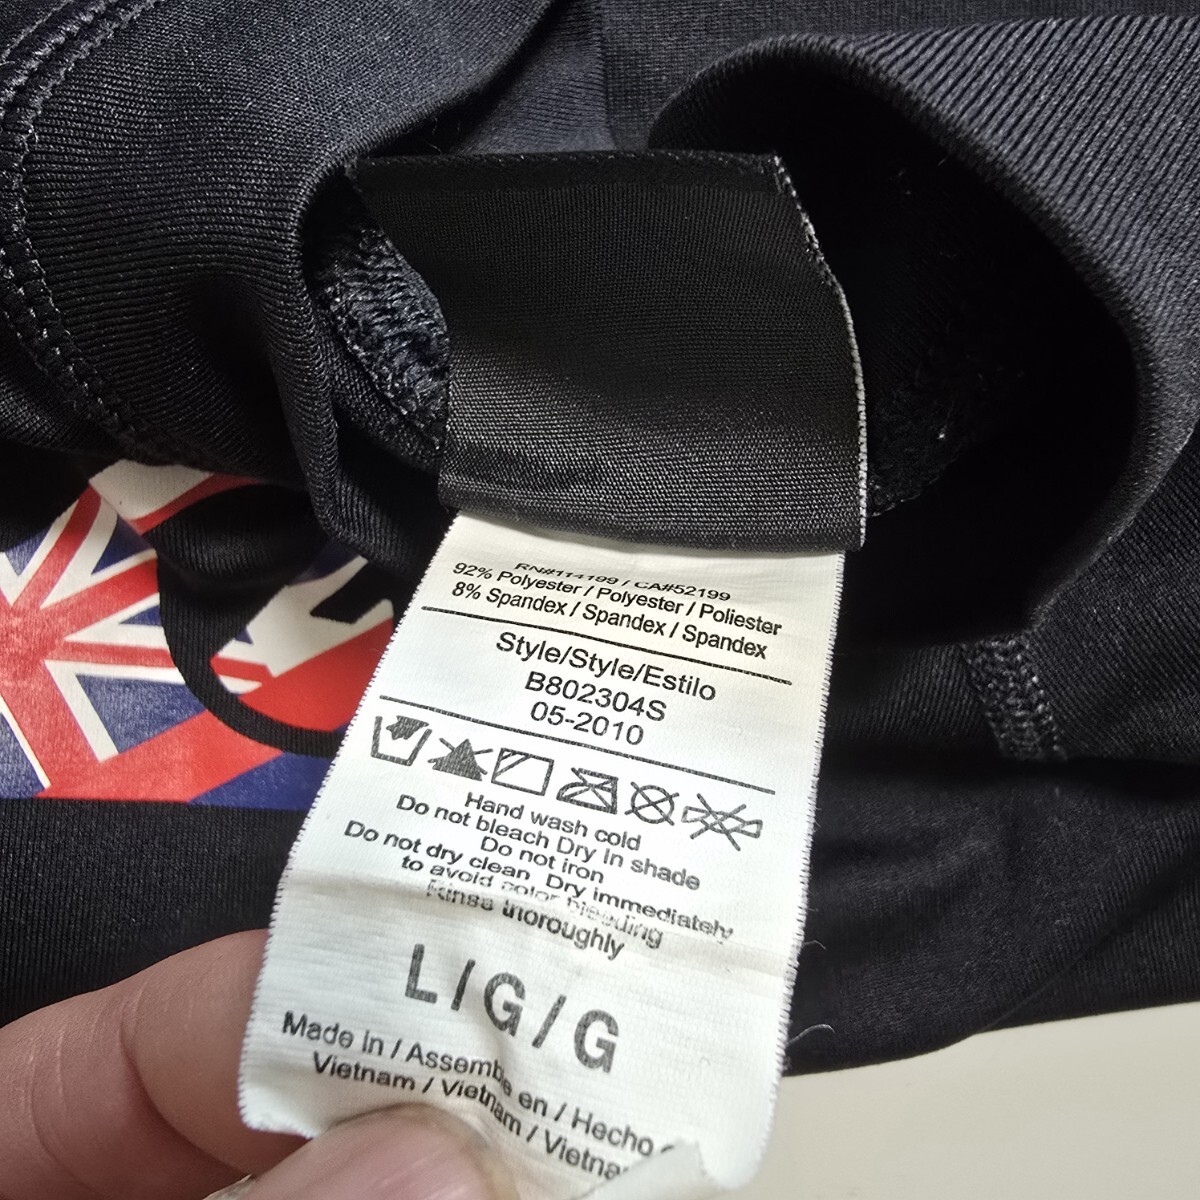 RN#114199 / CA#52199
92% Polyester / Polyester / Poliester
8% Spandex / Spandex / Spandex
Style/Style/Estilo
B802304S
05-2010
Hand wash cold
Do not bleach Dry In shade
Do not iron
Do not dry clean Dry immediately
to avoid color bleeding
Rinse thoroughly
L/G/G
Made In / Assemble en / Hecho
Vietnam / Vietnam / Vietna